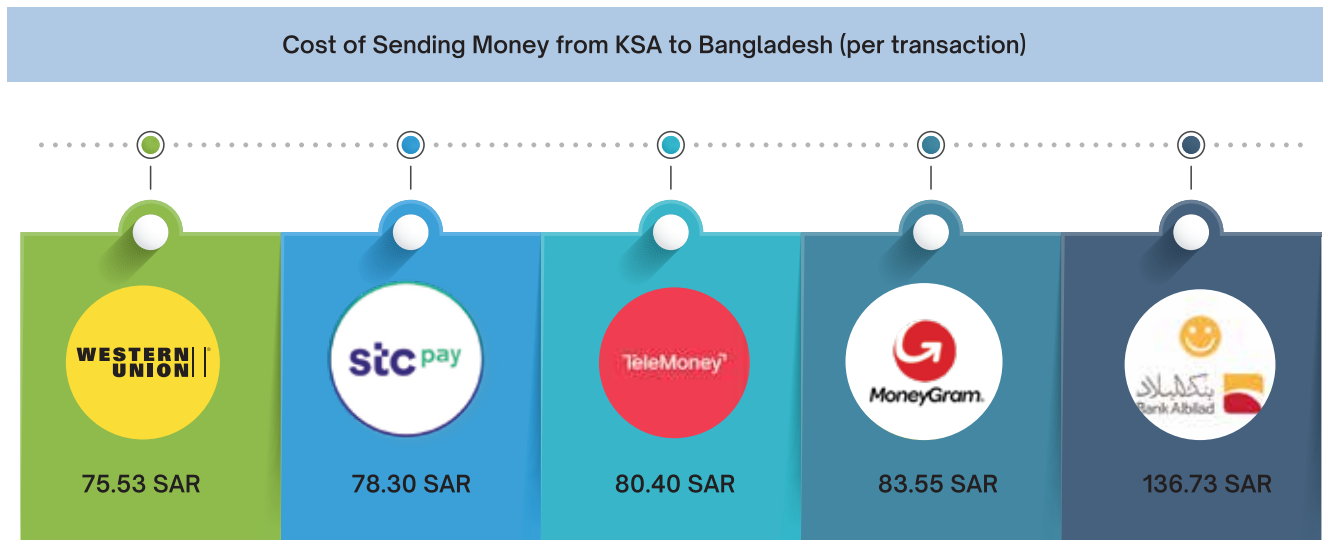 Cost of Sending Money from KSA to Bangladesh (per transaction)
WESTERN
UNION
stc pay
TeleMoney
MoneyGram.
بنك البلاد
Bank Albilad
75.53 SAR
78.30 SAR
80.40 SAR
83.55 SAR
136.73 SAR